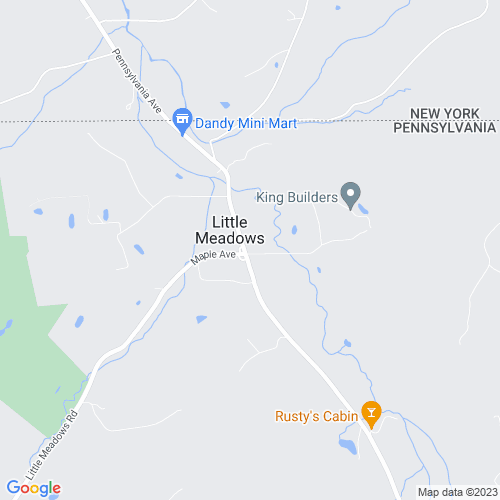 Pennsylvania Ave
NEW YORK
PENNSYLVANIA
Dandy Mini Mart
King Builders
Little
Meadows
Maple Ave
Rusty's Cabin
Little Meadows Rd
Google
Map data ©2023